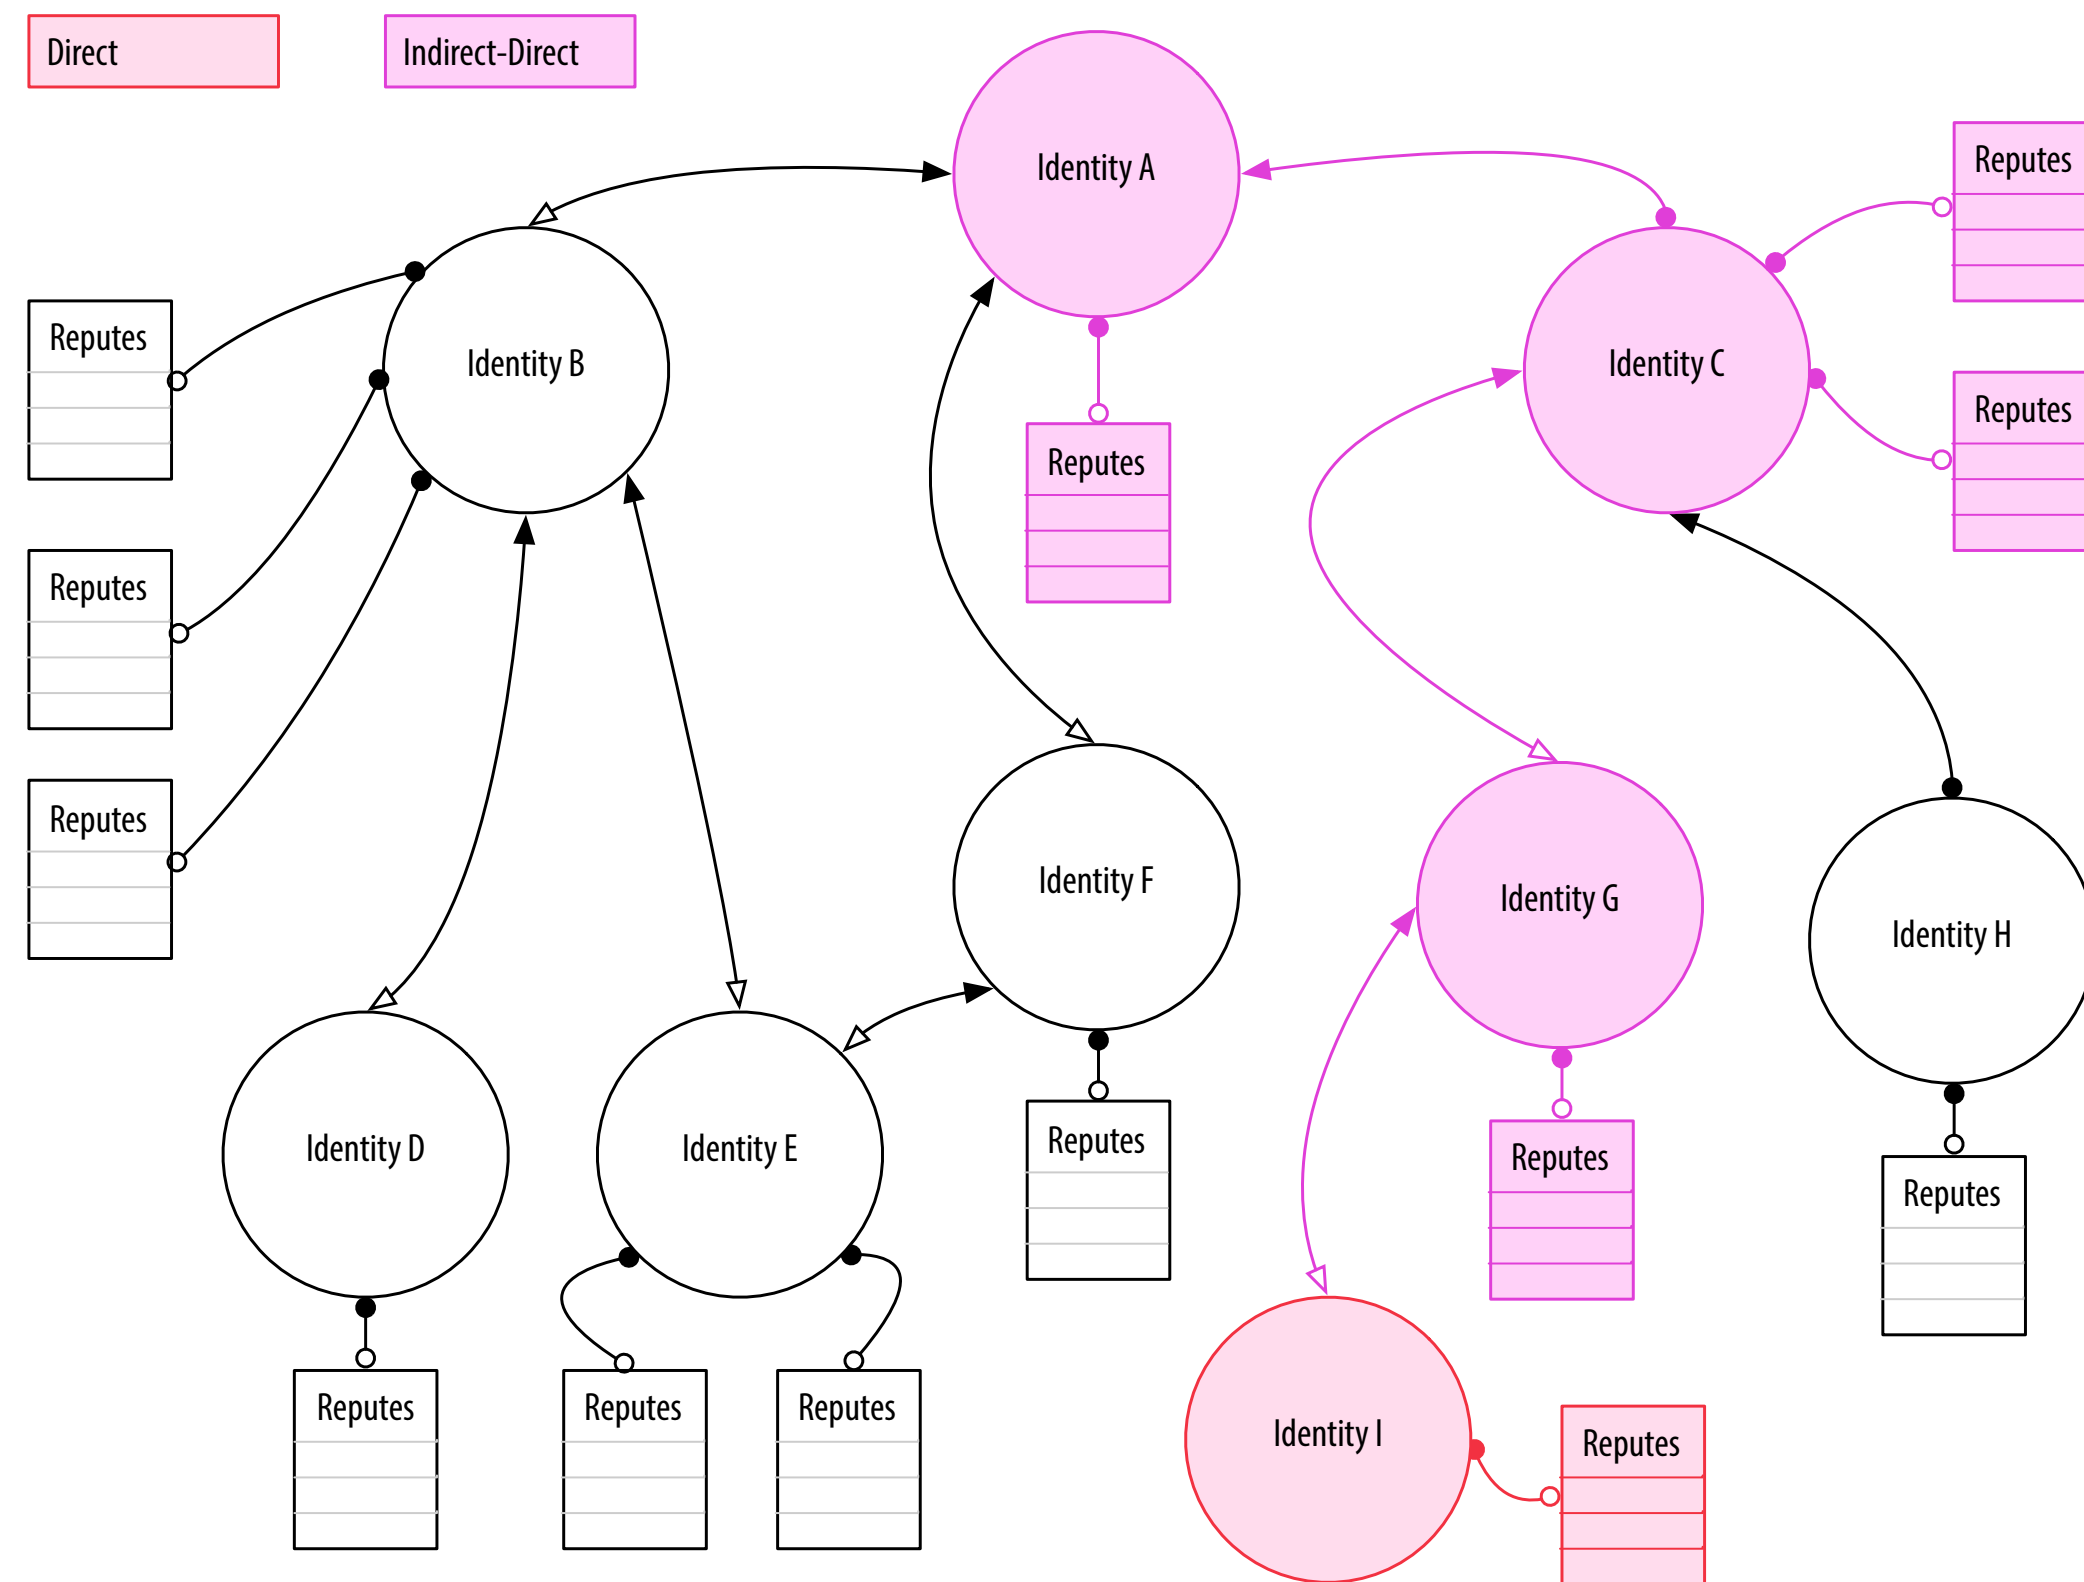 Direct
Indirect-Direct
Identity A
Reputes
Reputes
Identity B
Identity C
Reputes
Reputes
Reputes
Reputes
Reputes
Identity F
Identity G
Identity H
Identity D
Identity E
Reputes
Reputes
Reputes
Reputes
Reputes
Reputes
Identity I
Reputes